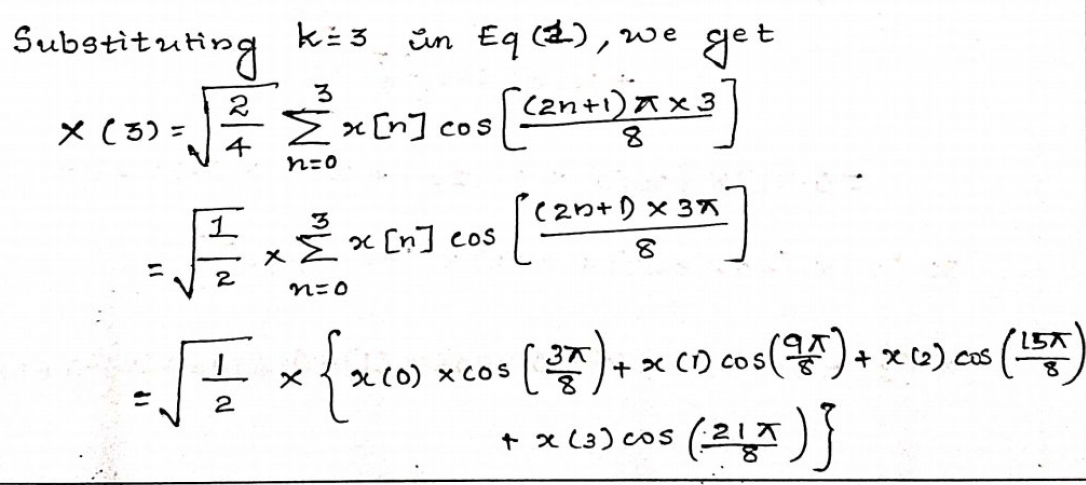 Substituting k=3 in Eq (1), we get
X (3) = √(2/4) Σ_{n=0}^{3} x[n] cos [(2n+1)π × 3 / 8]
= √(1/2) × Σ_{n=0}^{3} x[n] cos [(2n+1) × 3π / 8]
= √(1/2) × { x(0) × cos (3π/8) + x(1) cos (9π/8) + x(2) cos (15π/8)
+ x(3) cos (21π/8) }